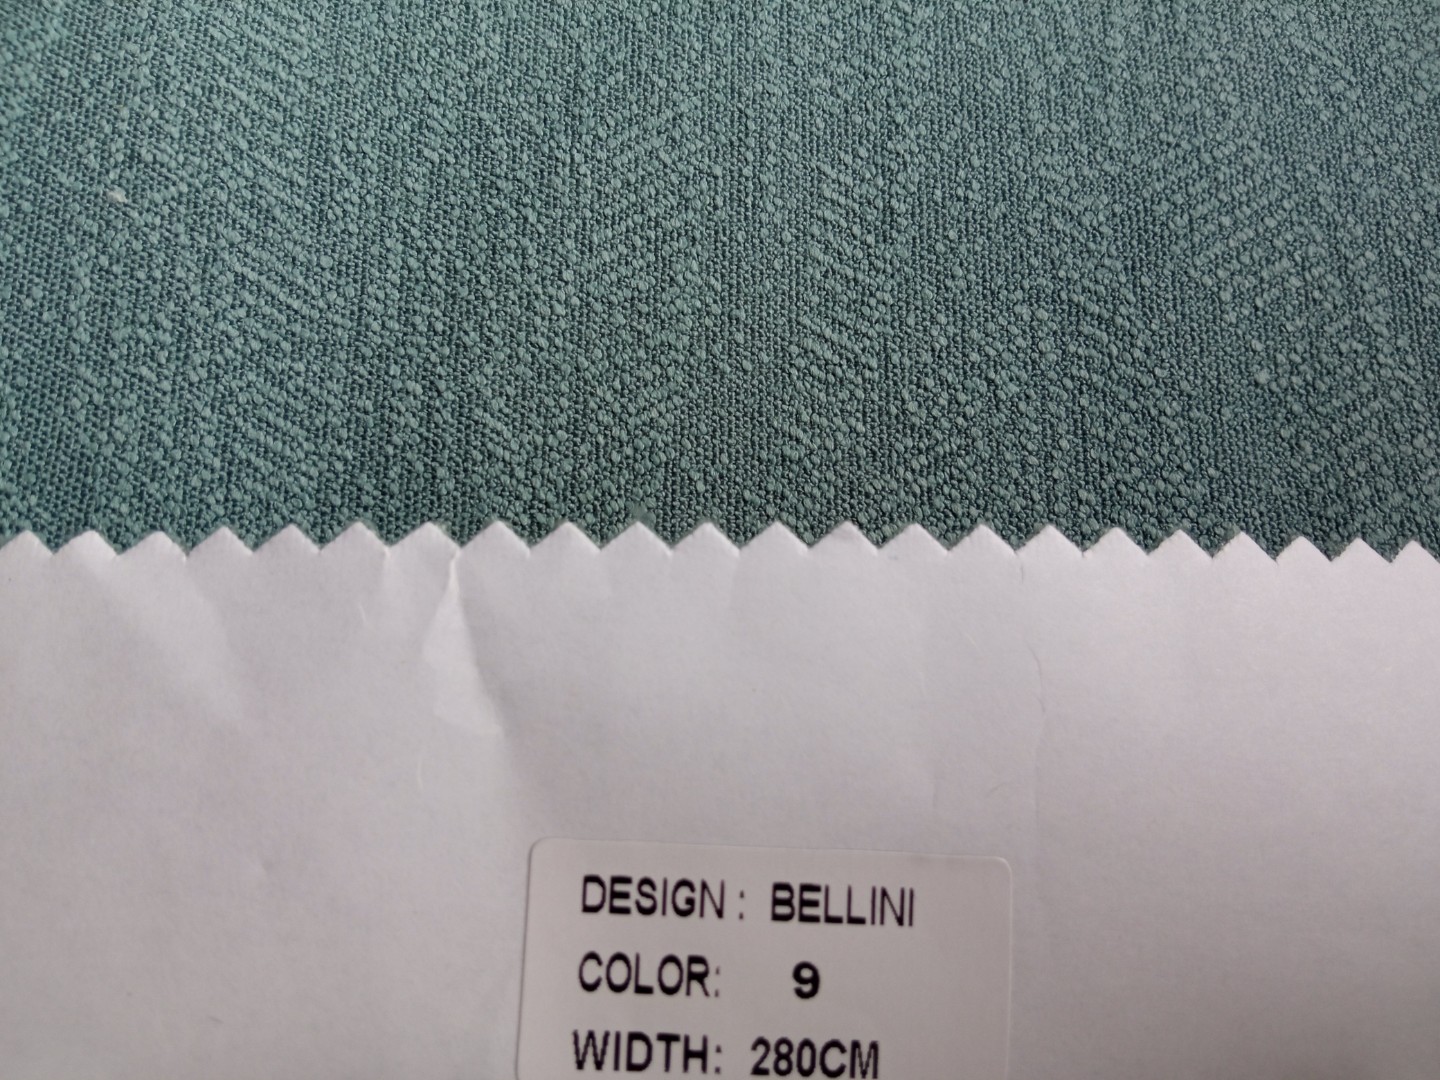 DESIGN : BELLINI
COLOR: 9
WIDTH: 280CM